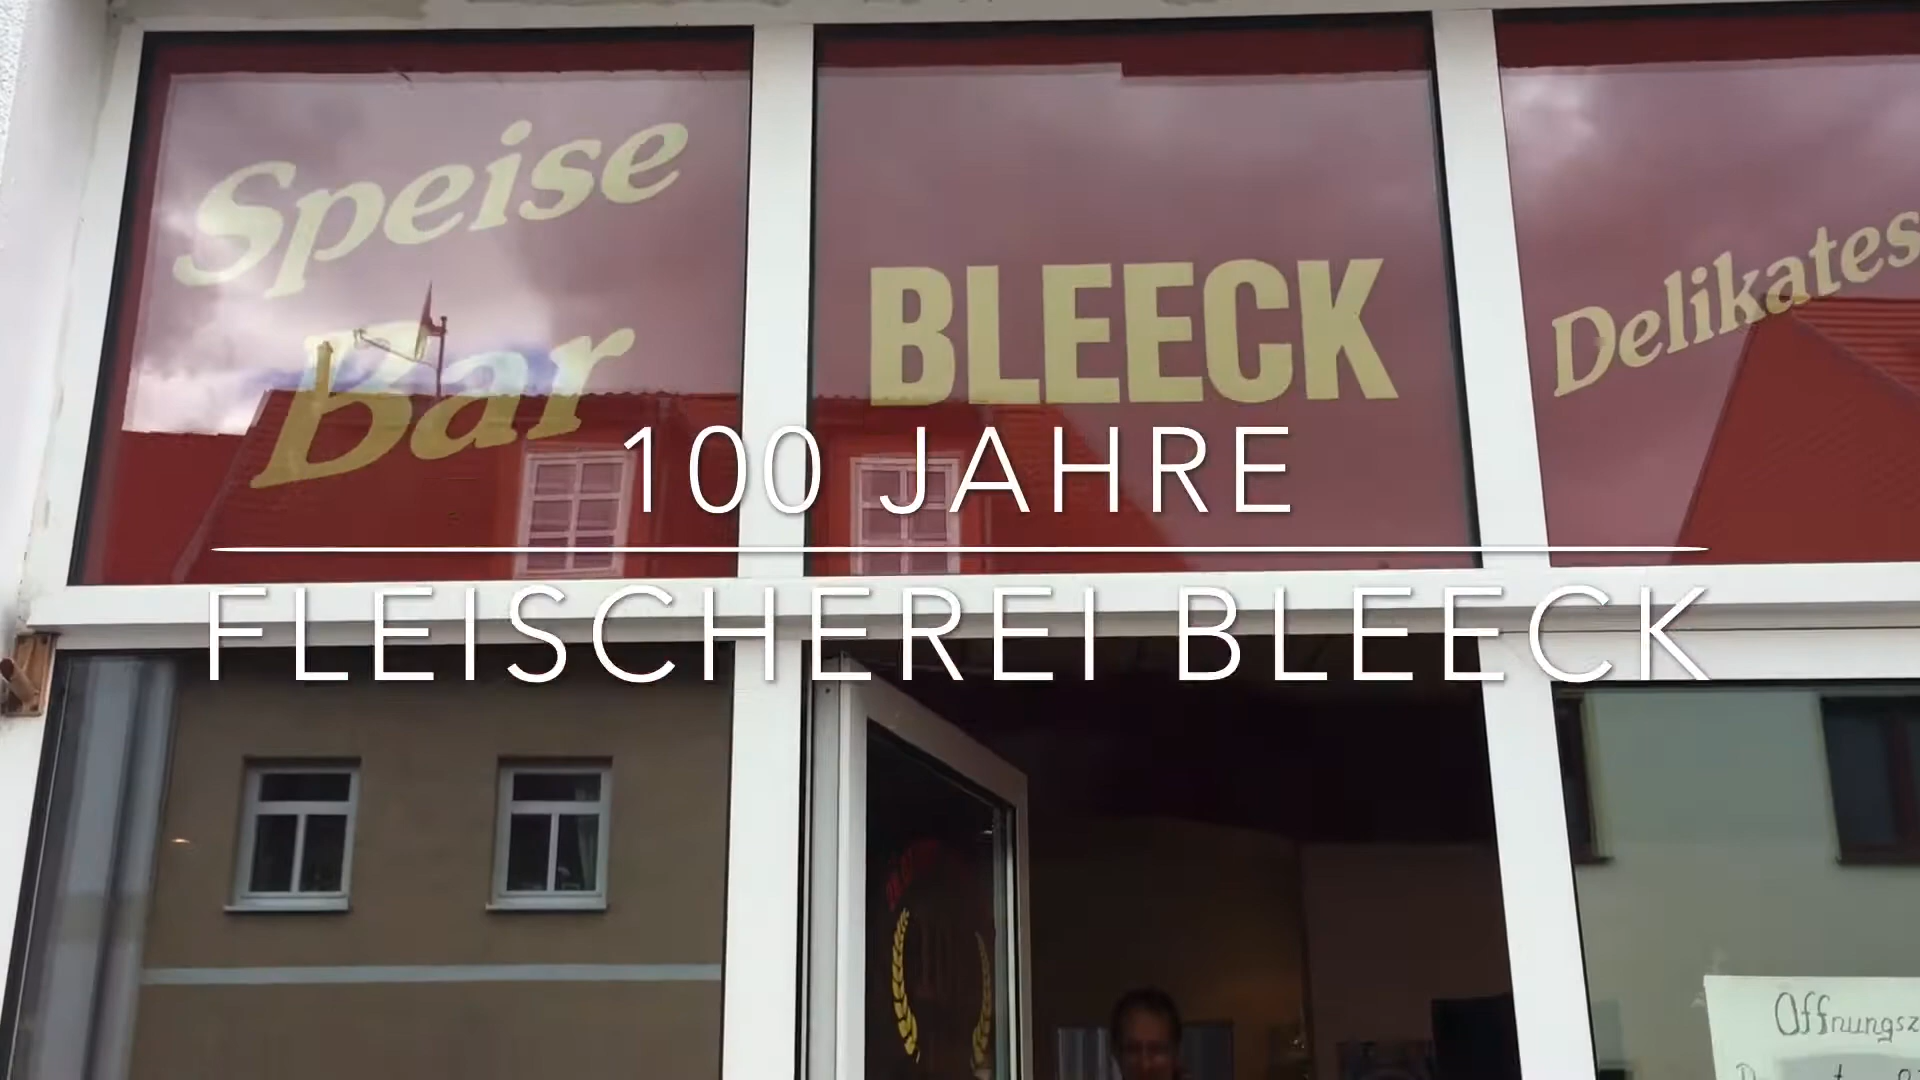 Speise
Bar
BLEECK
Delikates
100 JAHRE
FLEISCHEREI BLEECK
Öffnungsz